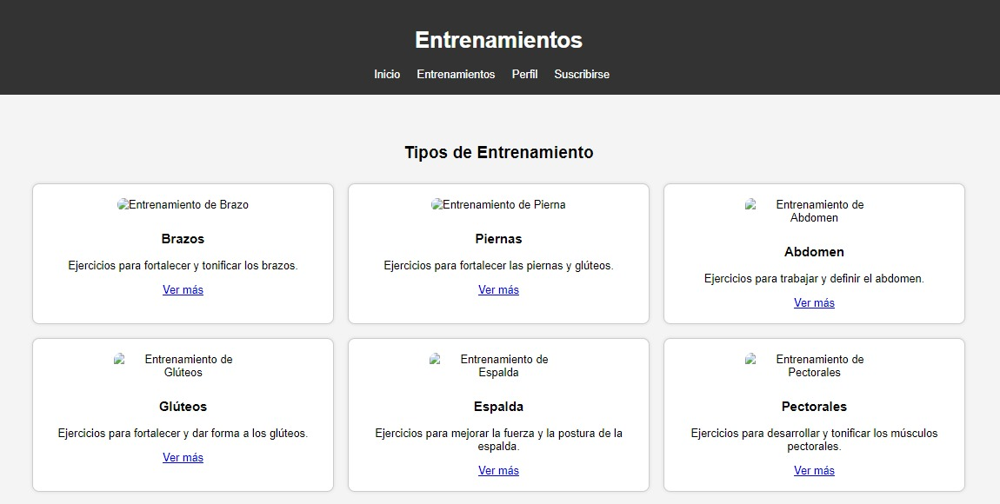 Entrenamientos
Inicio Entrenamientos Perfil Suscribirse
Tipos de Entrenamiento
Entrenamiento de Brazo
Brazos
Ejercicios para fortalecer y tonificar los brazos.
Ver más
Entrenamiento de Pierna
Piernas
Ejercicios para fortalecer las piernas y glúteos.
Ver más
Entrenamiento de
Abdomen
Abdomen
Ejercicios para trabajar y definir el abdomen.
Ver más
Entrenamiento de
Glúteos
Glúteos
Ejercicios para fortalecer y dar forma a los glúteos.
Ver más
Entrenamiento de
Espalda
Espalda
Ejercicios para mejorar la fuerza y la postura de la
espalda.
Ver más
Entrenamiento de
Pectorales
Pectorales
Ejercicios para desarrollar y tonificar los músculos
pectorales.
Ver más